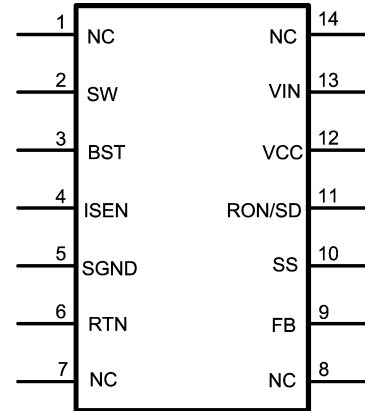 1 NC NC 14
2 SW VIN 13
3 BST VCC 12
4 ISEN RON/SD 11
5 SGND SS 10
6 RTN FB 9
7 NC NC 8